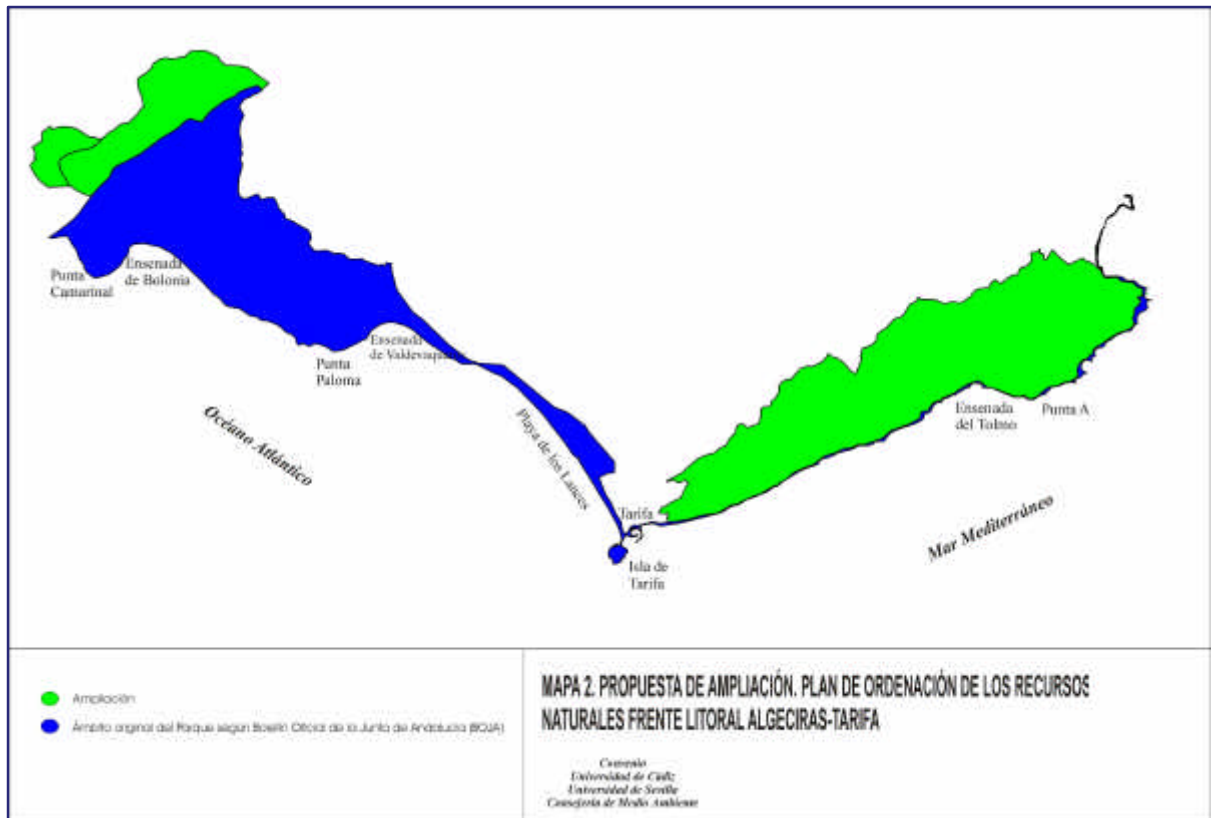 Punta
Camarinal
Ensenada
de Bolonia
Punta
Paloma
Ensenada
de Valdevaqueros
Océano Atlántico
Playa de los Lances
Tarifa
Isla de
Tarifa
Ensenada
del Tolmo
Punta A
Mar Mediterráneo
Ampliación
Ámbito original del Parque según Boletín Oficial de la Junta de Andalucía (BOJA)
MAPA 2. PROPUESTA DE AMPLIACIÓN. PLAN DE ORDENACIÓN DE LOS RECURSOS
NATURALES FRENTE LITORAL ALGECIRAS-TARIFA
Convenio
Universidad de Cádiz
Universidad de Sevilla
Consejería de Medio Ambiente